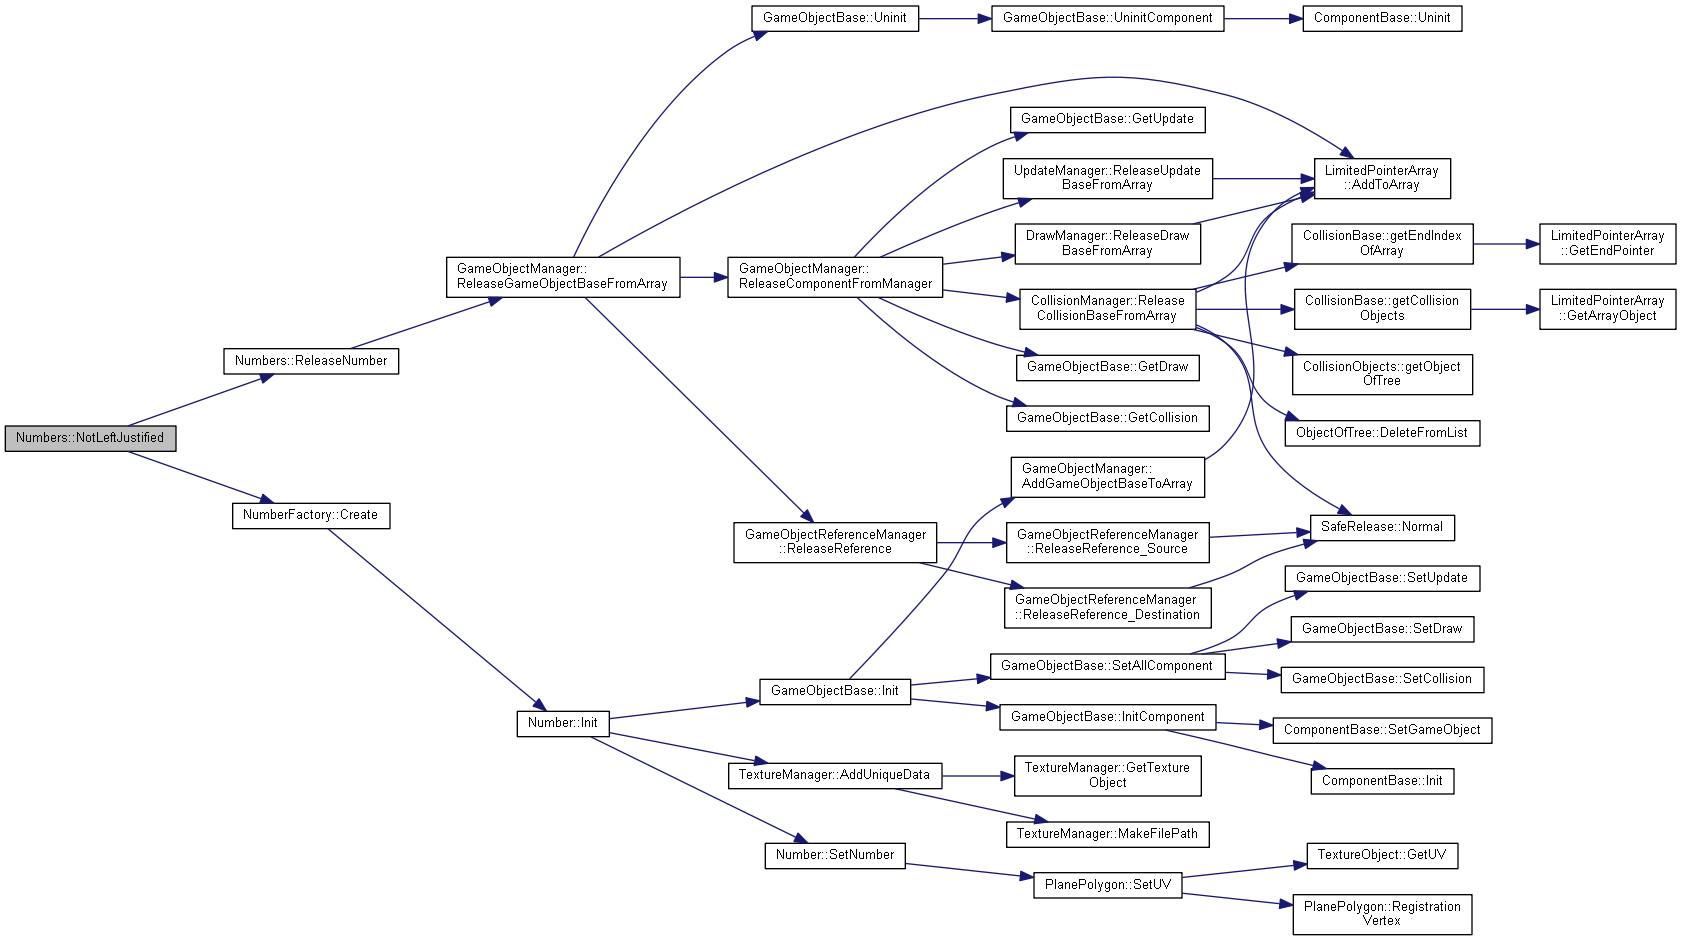 GameObjectBase::Uninit
GameObjectBase::UninitComponent
ComponentBase::Uninit
GameObjectBase::GetUpdate
UpdateManager::ReleaseUpdate
BaseFromArray
LimitedPointerArray
::AddToArray
DrawManager::ReleaseDraw
BaseFromArray
CollisionBase::getEndIndex
OfArray
LimitedPointerArray
::GetEndPointer
GameObjectManager::
ReleaseGameObjectBaseFromArray
GameObjectManager::
ReleaseComponentFromManager
CollisionManager::Release
CollisionBaseFromArray
CollisionBase::getCollision
Objects
LimitedPointerArray
::GetArrayObject
Numbers::ReleaseNumber
GameObjectBase::GetDraw
CollisionObjects::getObject
OfTree
GameObjectBase::GetCollision
Numbers::NotLeftJustified
ObjectOfTree::DeleteFromList
GameObjectManager::
AddGameObjectBaseToArray
NumberFactory::Create
GameObjectReferenceManager
::ReleaseReference
GameObjectReferenceManager
::ReleaseReference_Source
SafeRelease::Normal
GameObjectReferenceManager
::ReleaseReference_Destination
GameObjectBase::SetUpdate
GameObjectBase::SetDraw
GameObjectBase::SetAllComponent
GameObjectBase::SetCollision
GameObjectBase::Init
GameObjectBase::InitComponent
ComponentBase::SetGameObject
Number::Init
TextureManager::AddUniqueData
TextureManager::GetTexture
Object
ComponentBase::Init
TextureManager::MakeFilePath
Number::SetNumber
TextureObject::GetUV
PlanePolygon::SetUV
PlanePolygon::Registration
Vertex